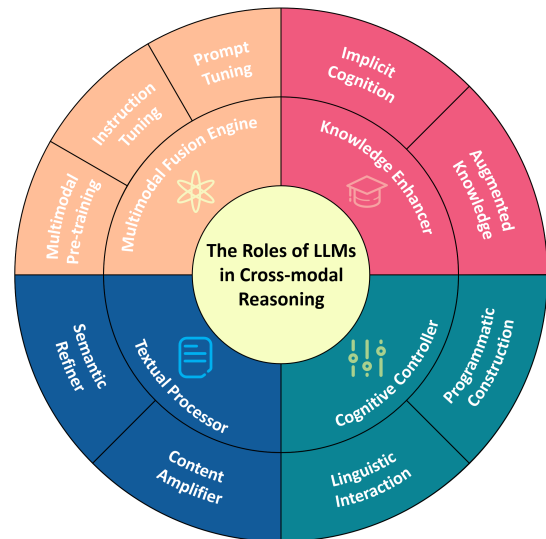 The Roles of LLMs
in Cross-modal
Reasoning
Multimodal Fusion Engine
Multimodal
Pre-training
Instruction
Tuning
Prompt
Tuning
Knowledge Enhancer
Implicit
Cognition
Augmented
Knowledge
Cognitive Controller
Programmatic
Construction
Linguistic
Interaction
Textual Processor
Content
Amplifier
Semantic
Refiner